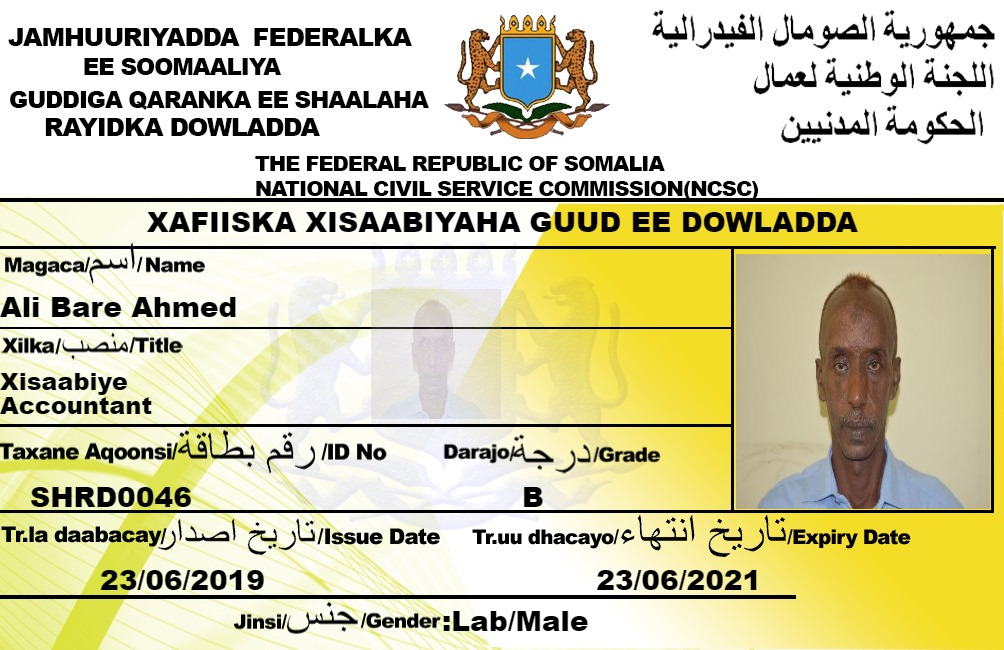 JAMHUURIYADDA FEDERALKA
EE SOOMAALIYA
GUDDIGA QARANKA EE SHAALAHA
RAYIDKA DOWLADDA
جمهورية الصومال الفيدرالية
اللجنة الوطنية لعمال
الحكومة المدنيين
THE FEDERAL REPUBLIC OF SOMALIA
NATIONAL CIVIL SERVICE COMMISSION(NCSC)
XAFIISKA XISAABIYAHA GUUD EE DOWLADDA
Magaca/اسم/Name
Ali Bare Ahmed
Xilka/منصب/Title
Xisaabiye
Accountant
Taxane Aqoonsi/رقم بطاقة/ID No
Darajo/درجة/Grade
SHRD0046
B
Tr.la daabacay/تاريخ اصدار/Issue Date
Tr.uu dhacayo/تاريخ انتهاء/Expiry Date
23/06/2019
23/06/2021
Jinsi/جنس/Gender:Lab/Male